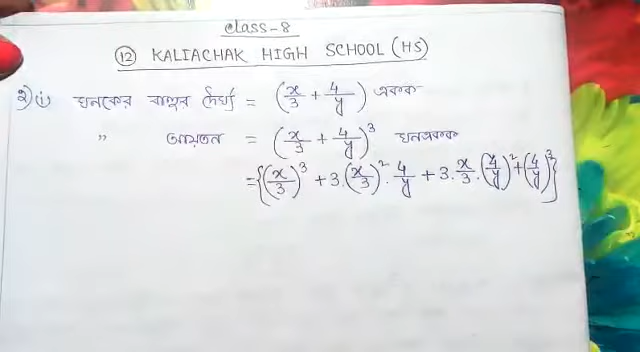 Class-8
(12) KALIACHAK HIGH SCHOOL (HS)
২) (i) ঘনকের বাহুর দৈর্ঘ্য = (x/3 + 4/y) একক
" আয়তন = (x/3 + 4/y)³ ঘনএকক
= {(x/3)³ + 3.(x/3)².4/y + 3.x/3.(4/y)² + (4/y)³}